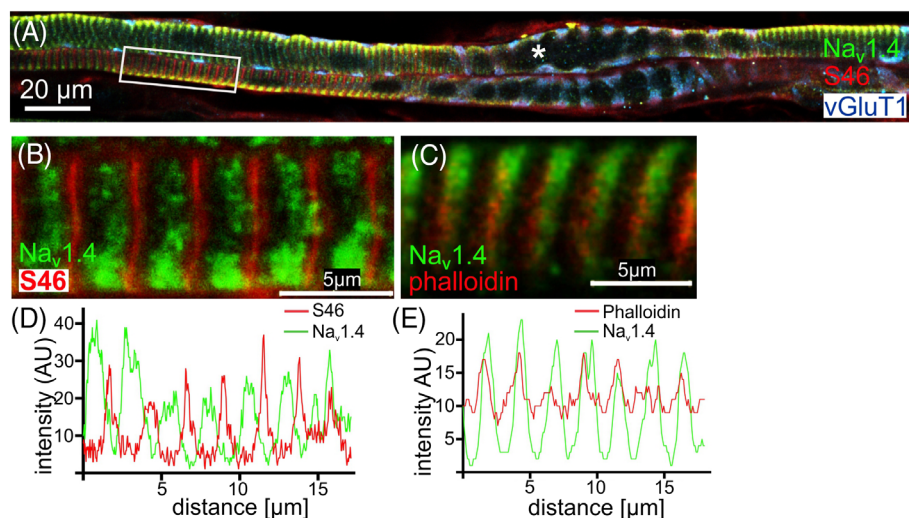 (A)
Nav1.4
S46
vGluT1
20 μm
(B)
Nav1.4
S46
5μm
(C)
Nav1.4
phalloidin
5μm
(D)
S46
Nav1.4
intensity (AU)
40
30
20
10
5
10
15
distance [μm]
(E)
Phalloidin
Nav1.4
intensity AU)
20
15
10
5
5
10
15
distance [μm]